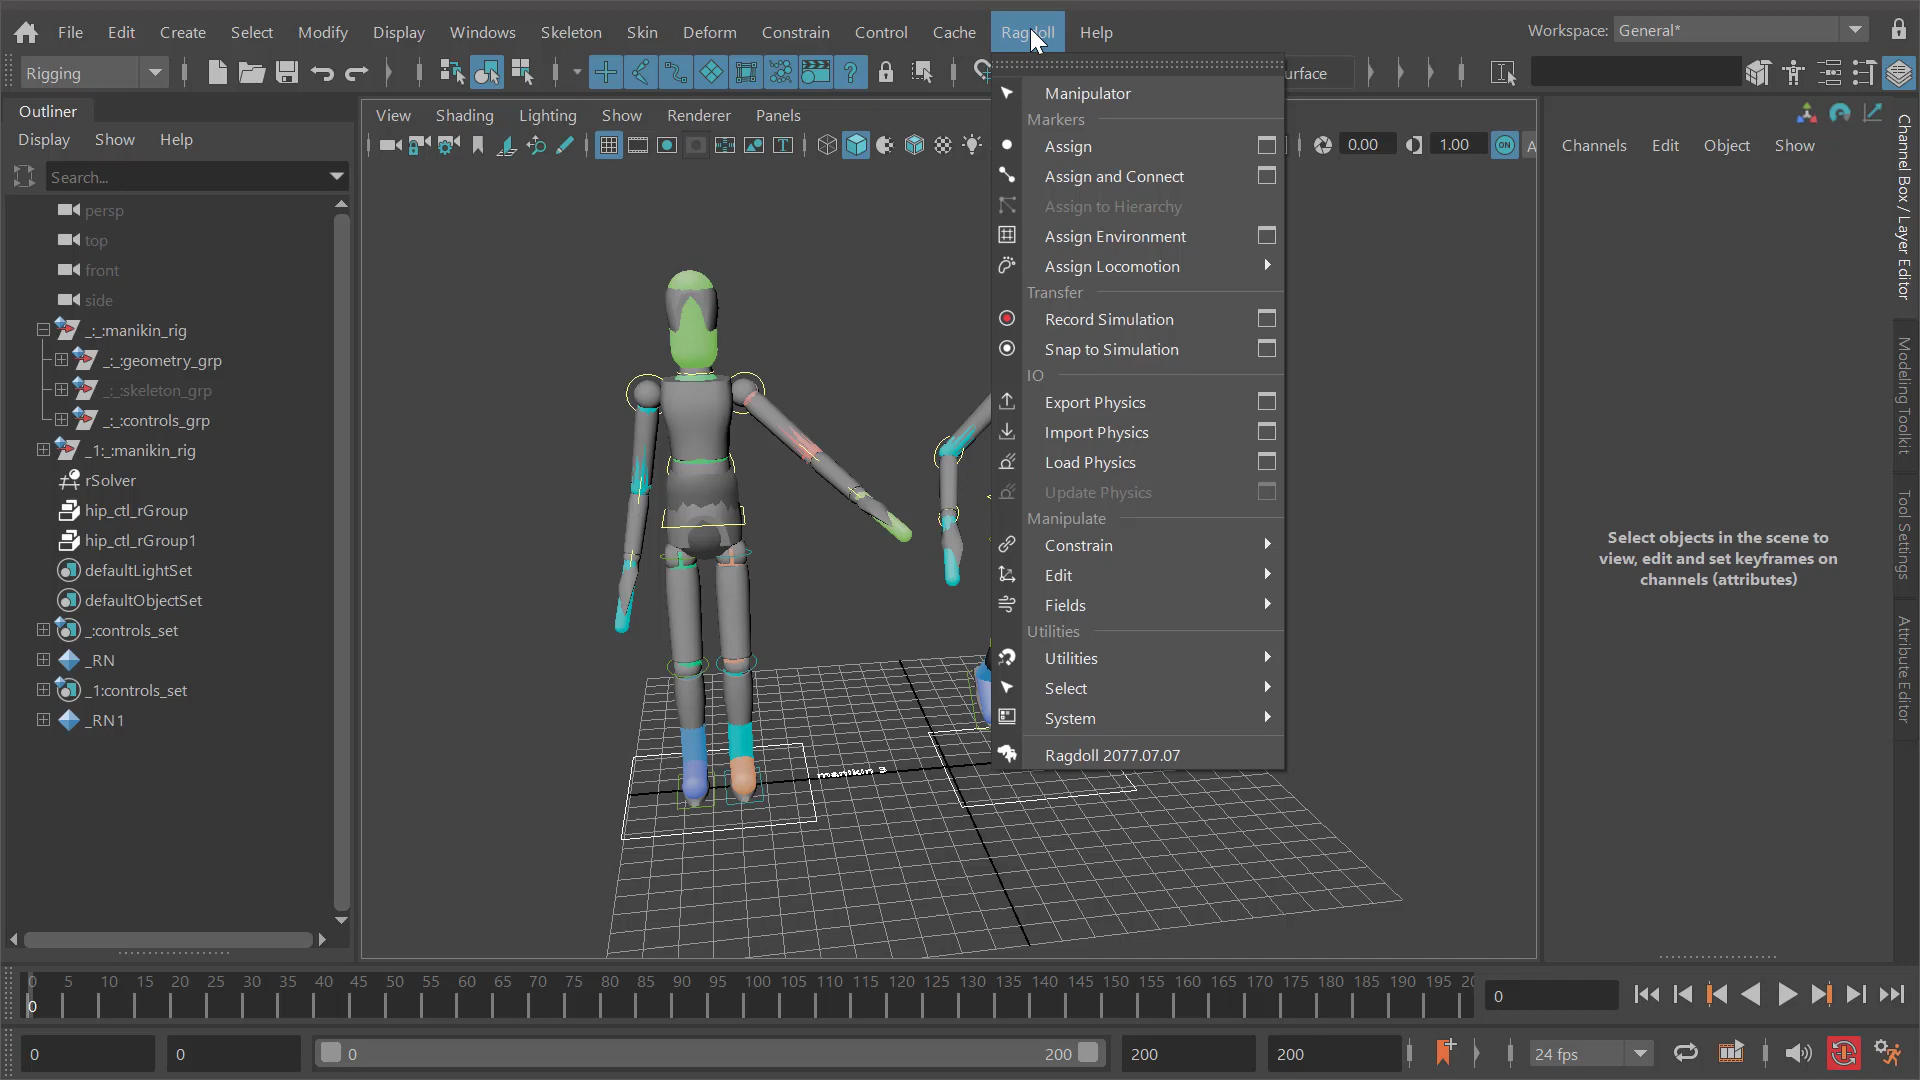 File Edit Create Select Modify Display Windows Skeleton Skin Deform Constrain Control Cache Ragdoll Help
Workspace: General*
Rigging
urface
Outliner
Display Show Help
Search...
persp
top
front
side
_:_:manikin_rig
_:_:geometry_grp
_:_:skeleton_grp
_:_:controls_grp
_1:_:manikin_rig
rSolver
hip_ctl_rGroup
hip_ctl_rGroup1
defaultLightSet
defaultObjectSet
_:controls_set
_RN
_1:controls_set
_RN1
View Shading Lighting Show Renderer Panels
0.00 1.00 ON A
manikin 3
Manipulator
Markers
Assign
Assign and Connect
Assign to Hierarchy
Assign Environment
Assign Locomotion
Transfer
Record Simulation
Snap to Simulation
IO
Export Physics
Import Physics
Load Physics
Update Physics
Manipulate
Constrain
Edit
Fields
Utilities
Utilities
Select
System
Ragdoll 2077.07.07
Channels Edit Object Show
Select objects in the scene to
view, edit and set keyframes on
channels (attributes)
Channel Box / Layer Editor
Modeling Toolkit
Tool Settings
Attribute Editor
0 5 10 15 20 25 30 35 40 45 50 55 60 65 70 75 80 85 90 95 100 105 110 115 120 125 130 135 140 145 150 155 160 165 170 175 180 185 190 195 20
0
0
0 0 0 200 200 200 24 fps